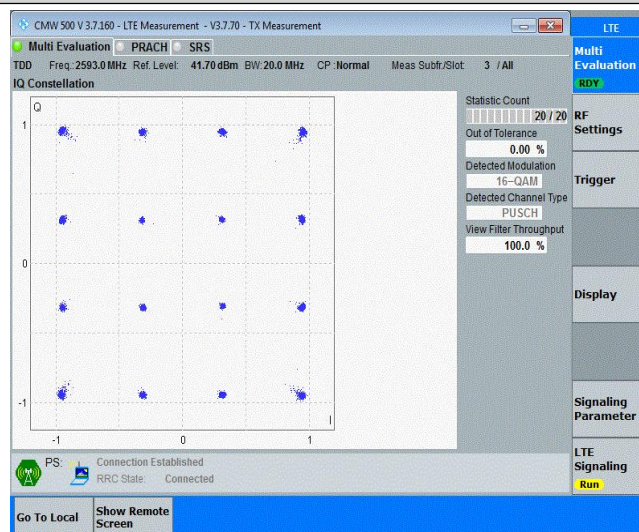 CMW 500 V 3.7.160 - LTE Measurement - V3.7.70 - TX Measurement
LTE
Multi Evaluation PRACH SRS
Multi
Evaluation
RDY
TDD Freq.:2593.0 MHz Ref. Level: 41.70 dBm BW:20.0 MHz CP :Normal Meas Subfr./Slot: 3 / All
IQ Constellation
Statistic Count
20 / 20
Out of Tolerance
0.00 %
Detected Modulation
16-QAM
Detected Channel Type
PUSCH
View Filter Throughput
100.0 %
Q
1
0
-1
I
-1 0 1
RF
Settings
Trigger
Display
Signaling
Parameter
LTE
Signaling
Run
PS: Connection Established
RRC State: Connected
Go To Local
Show Remote
Screen